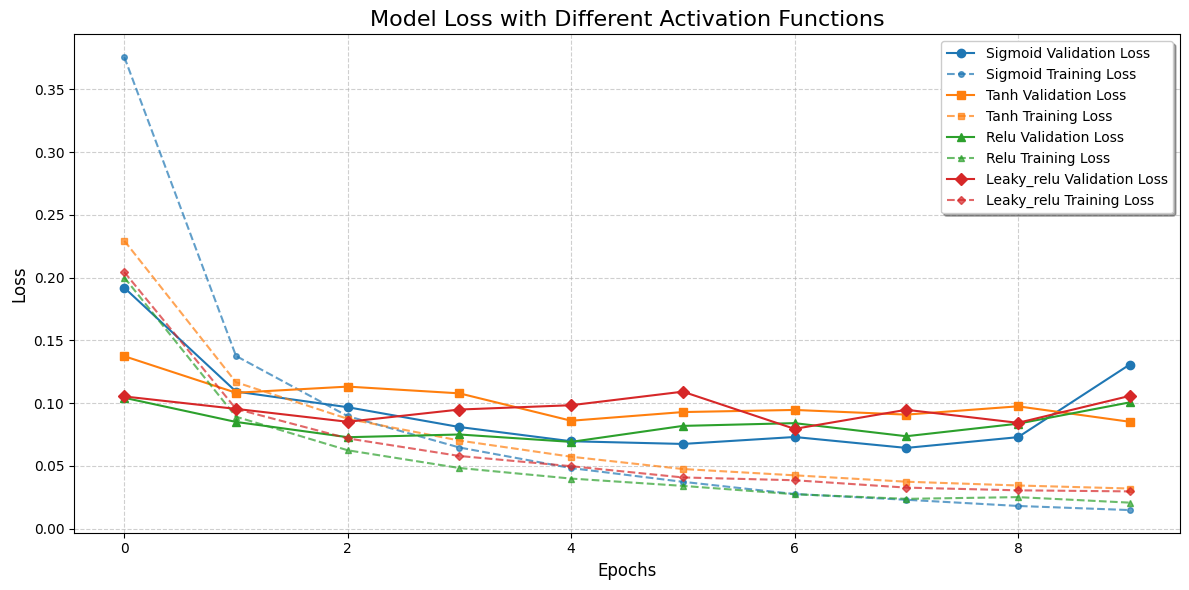 Model Loss with Different Activation Functions
Sigmoid Validation Loss
Sigmoid Training Loss
Tanh Validation Loss
Tanh Training Loss
Relu Validation Loss
Relu Training Loss
Leaky_relu Validation Loss
Leaky_relu Training Loss
Loss
0.35
0.30
0.25
0.20
0.15
0.10
0.05
0.00
0 2 4 6 8
Epochs